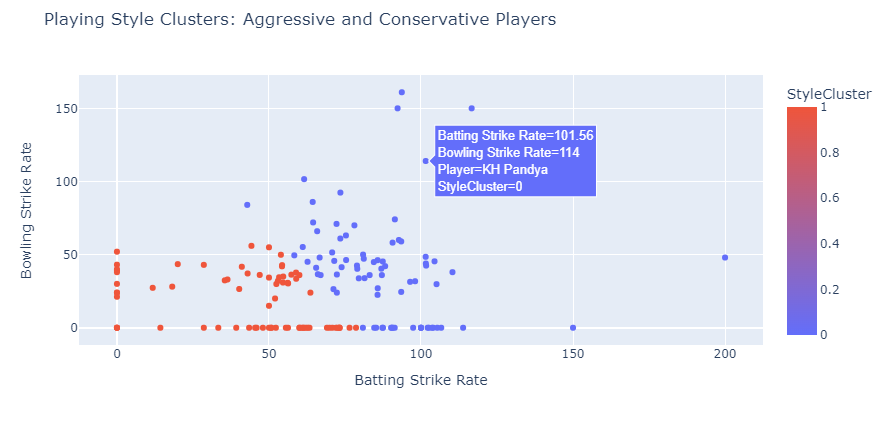 Playing Style Clusters: Aggressive and Conservative Players
StyleCluster
1
0.8
0.6
0.4
0.2
0
Bowling Strike Rate
150
100
50
0
Batting Strike Rate=101.56
Bowling Strike Rate=114
Player=KH Pandya
StyleCluster=0
0
50
100
150
200
Batting Strike Rate